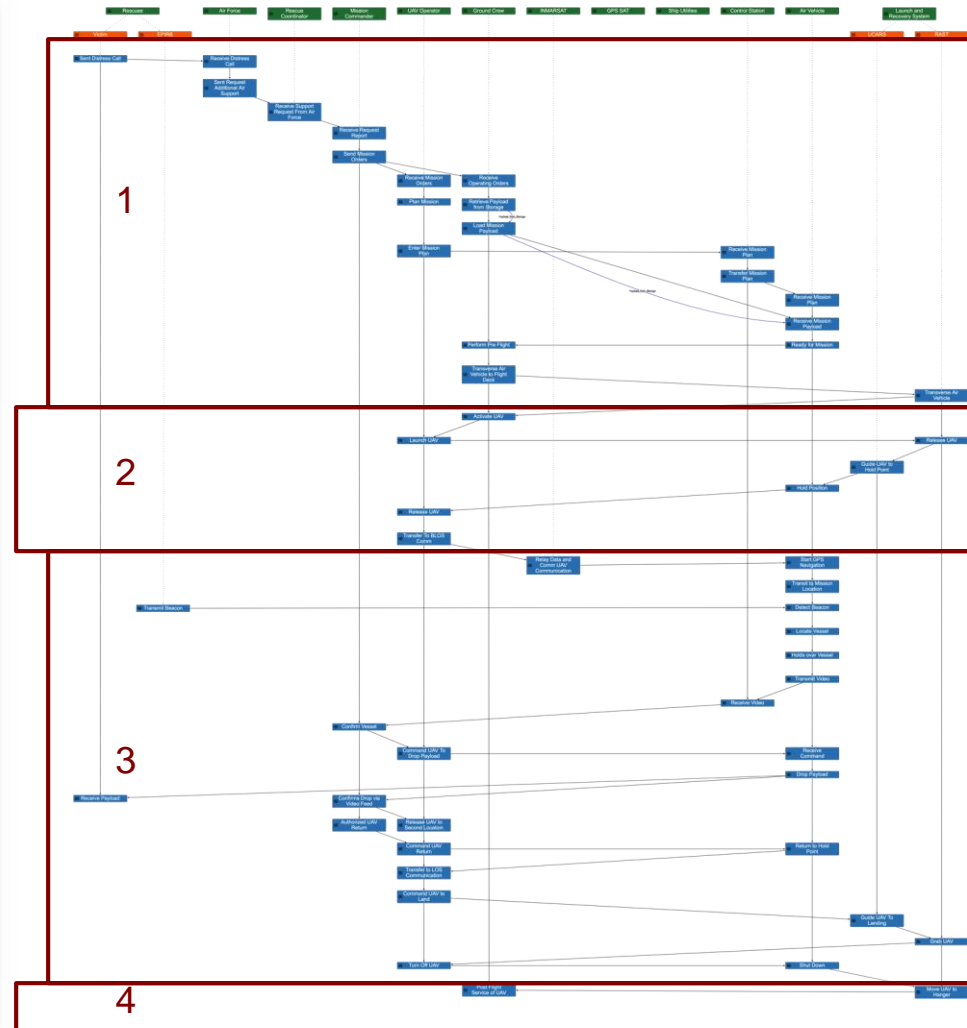 Rescuee
Air Force
Rescue
Coordinator
Mission
Commander
UAV Operator
Ground Crew
INMARSAT
GPS SAT
Ship Utilities
Control Station
Air Vehicle
Launch and
Recovery System
Victim
EPIRB
UCARS
RAST
1
Sent Distress Call
Receive Distress
Call
Sent Request
Additional Air
Support
Receive Support
Request From Air
Force
Receive Request
Report
Send Mission
Orders
Receive Mission
Orders
Receive
Operating Orders
Plan Mission
Retrieve Payload
from Storage
Load Mission
Payload
Enter Mission
Plan
Receive Mission
Plan
Transfer Mission
Plan
Receive Mission
Plan
Receive Mission
Payload
Perform Pre Flight
Ready for Mission
Transverse Air
Vehicle to Flight
Deck
Transverse Air
Vehicle
2
Activate UAV
Launch UAV
Release UAV
Guide UAV to
Hold Point
Hold Position
Release UAV
Transfer To BLOS
Comm
3
Relay Data and
Comm UAV
Communication
Start GPS
Navigation
Transit to Mission
Location
Transmit Beacon
Detect Beacon
Locate Vessel
Holds over Vessel
Transmit Video
Receive Video
Confirm Vessel
Command UAV To
Drop Payload
Receive
Command
Drop Payload
Receive Payload
Confirms Drop via
Video Feed
Authorized UAV
Return
Release UAV to
Second Location
Command UAV
Return
Return to Hold
Point
Transfer to LOS
Communication
Command UAV to
Land
Guide UAV To
Landing
Grab UAV
Turn Off UAV
Shut Down
4
Post Flight
Service of UAV
Move UAV to
Hanger